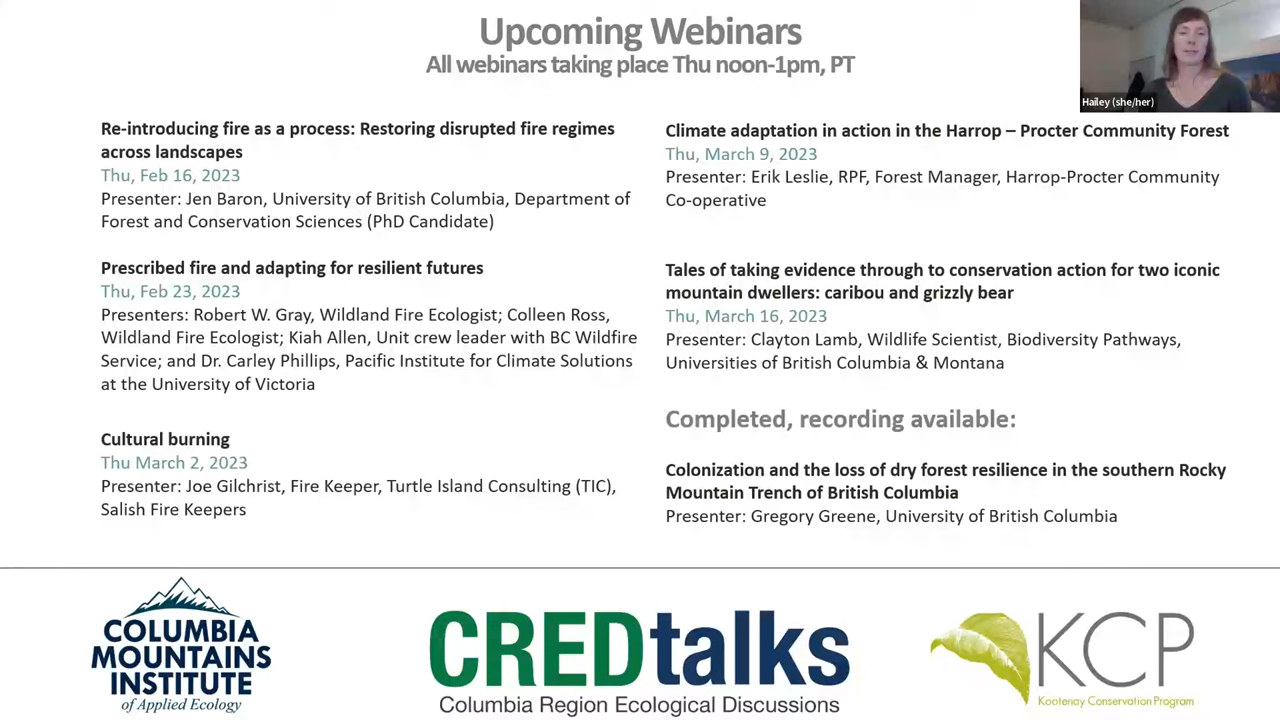 Upcoming Webinars
All webinars taking place Thu noon-1pm, PT
Hailey (she/her)
Re-introducing fire as a process: Restoring disrupted fire regimes
across landscapes
Thu, Feb 16, 2023
Presenter: Jen Baron, University of British Columbia, Department of
Forest and Conservation Sciences (PhD Candidate)
Prescribed fire and adapting for resilient futures
Thu, Feb 23, 2023
Presenters: Robert W. Gray, Wildland Fire Ecologist; Colleen Ross,
Wildland Fire Ecologist; Kiah Allen, Unit crew leader with BC Wildfire
Service; and Dr. Carley Phillips, Pacific Institute for Climate Solutions
at the University of Victoria
Cultural burning
Thu March 2, 2023
Presenter: Joe Gilchrist, Fire Keeper, Turtle Island Consulting (TIC),
Salish Fire Keepers
Climate adaptation in action in the Harrop – Procter Community Forest
Thu, March 9, 2023
Presenter: Erik Leslie, RPF, Forest Manager, Harrop-Procter Community
Co-operative
Tales of taking evidence through to conservation action for two iconic
mountain dwellers: caribou and grizzly bear
Thu, March 16, 2023
Presenter: Clayton Lamb, Wildlife Scientist, Biodiversity Pathways,
Universities of British Columbia & Montana
Completed, recording available:
Colonization and the loss of dry forest resilience in the southern Rocky
Mountain Trench of British Columbia
Presenter: Gregory Greene, University of British Columbia
COLUMBIA
MOUNTAINS
INSTITUTE
of Applied Ecology
CREDtalks
Columbia Region Ecological Discussions
KCP
Kootenay Conservation Program